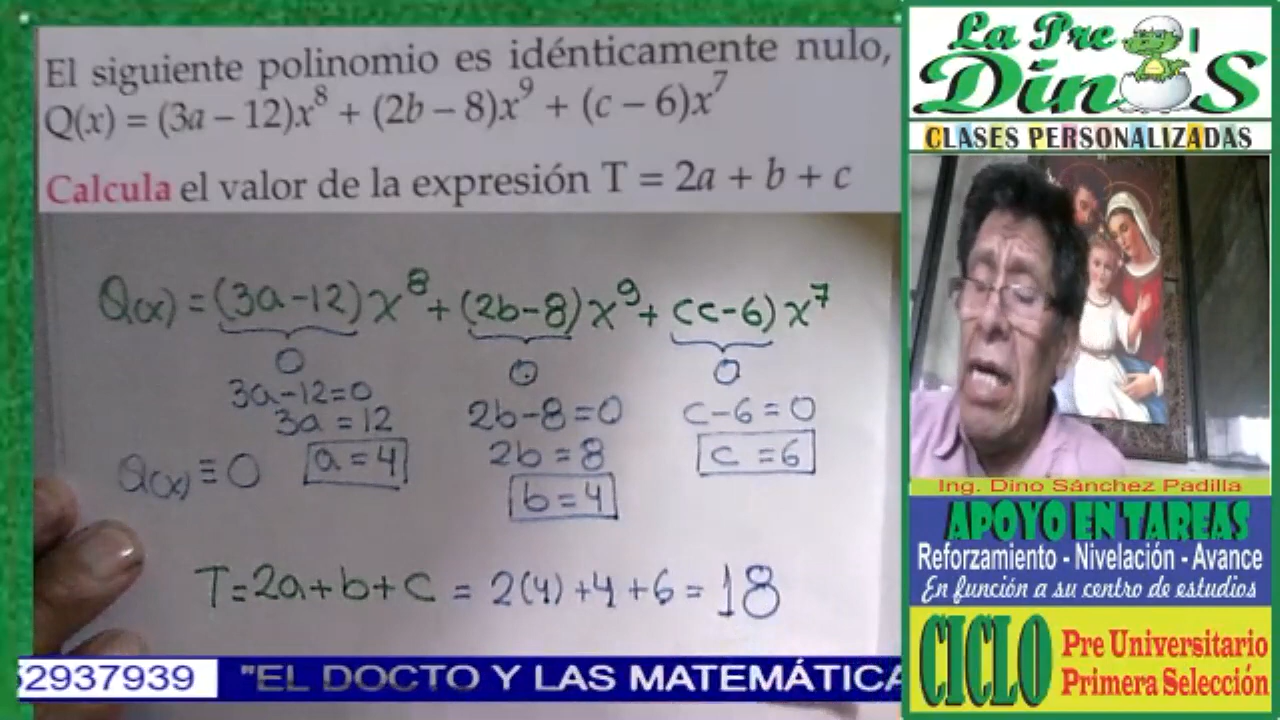 El siguiente polinomio es idénticamente nulo,
Q(x) = (3a – 12)x⁸ + (2b – 8)x⁹ + (c – 6)x⁷
Calcula el valor de la expresión T = 2a + b + c
Q(x) = (3a-12)x⁸ + (2b-8)x⁹ + (c-6)x⁷
0 0 0
3a-12=0 2b-8=0 c-6=0
3a=12 2b=8 c=6
Q(x)≡0 a=4 b=4
T=2a+b+c = 2(4)+4+6=18
52937939 "EL DOCTO Y LAS MATEMÁTICA
La Pre
DinoS
CLASES PERSONALIZADAS
Ing. Dino Sánchez Padilla
APOYO EN TAREAS
Reforzamiento - Nivelación - Avance
En función a su centro de estudios
CICLO
Pre Universitario
Primera Selección